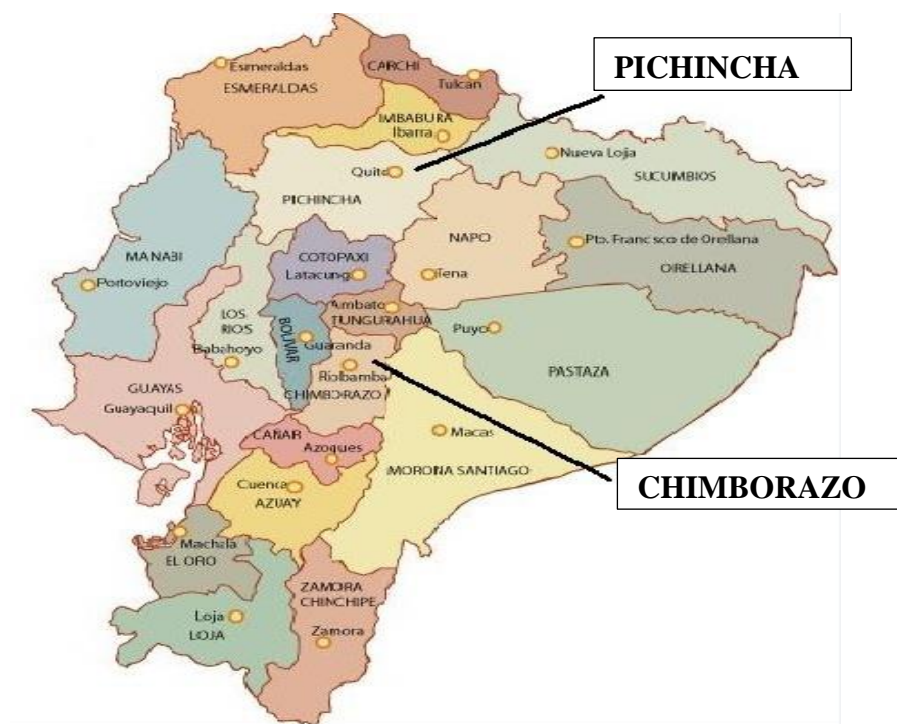 PICHINCHA
Esmeraldas
ESMERALDAS
CARCHI
Tulcan
IMBABURA
Ibarra
Nueva Lojia
SUCUMBIOS
Quito
PICHINCHA
NAPO
Pto. Francisco de Orellana
ORELLANA
MANABI
Portoviejo
COTOPAXI
Latacunga
Tena
LOS
RIOS
Babahoyo
BOLIVAR
Ambato
TUNGURAHUA
Guaranda
Puyo
PASTAZA
Riolbamba
CHIMBORAZO
GUAYAS
Guayaquil
CAÑAR
Azogues
Macas
MORONA SANTIAGO
CHIMBORAZO
Cuenca
AZUAY
Machala
EL ORO
ZAMORA
CHINCHIPE
Loja
LOJA
Zamora